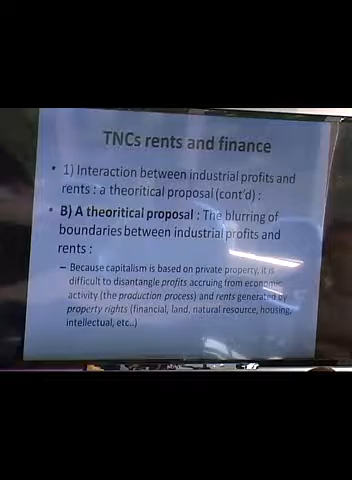 TNCs rents and finance
• 1) Interaction between industrial profits and
rents : a theoritical proposal (cont'd) :
• B) A theoritical proposal : The blurring of
boundaries between industrial profits and
rents :
– Because capitalism is based on private property, it is
difficult to disantangle profits accruing from economic
activity (the production process) and rents generated by
property rights (financial, land, natural resource, housing,
intellectual, etc..)